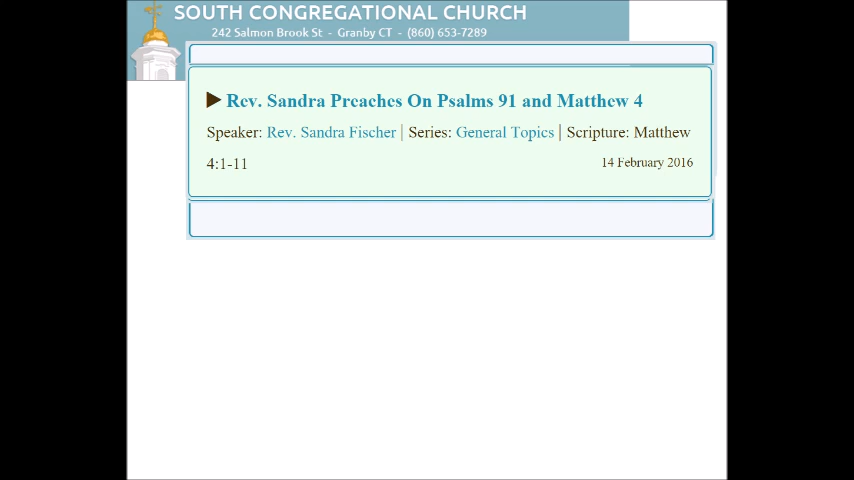 SOUTH CONGREGATIONAL CHURCH
242 Salmon Brook St - Granby CT - (860) 653-7289
Rev. Sandra Preaches On Psalms 91 and Matthew 4
Speaker: Rev. Sandra Fischer | Series: General Topics | Scripture: Matthew
4:1-11 14 February 2016